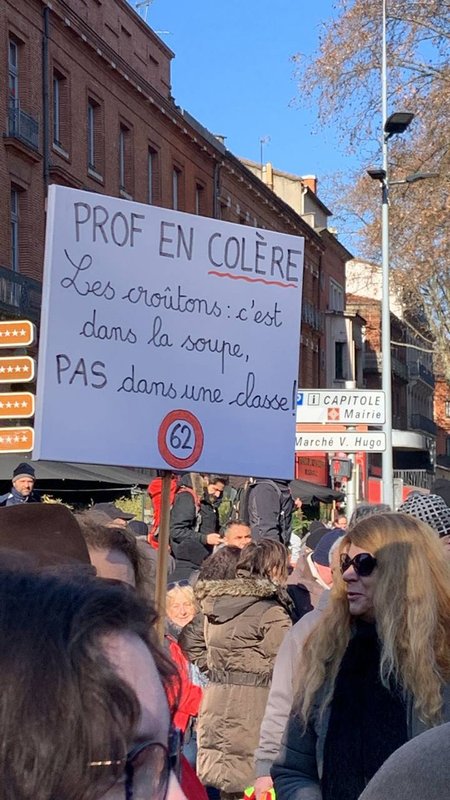 PROF EN COLÈRE
Les croûtons : c'est
dans la soupe,
PAS dans une classe !
62
P i CAPITOLE
Mairie
Marché V. Hugo